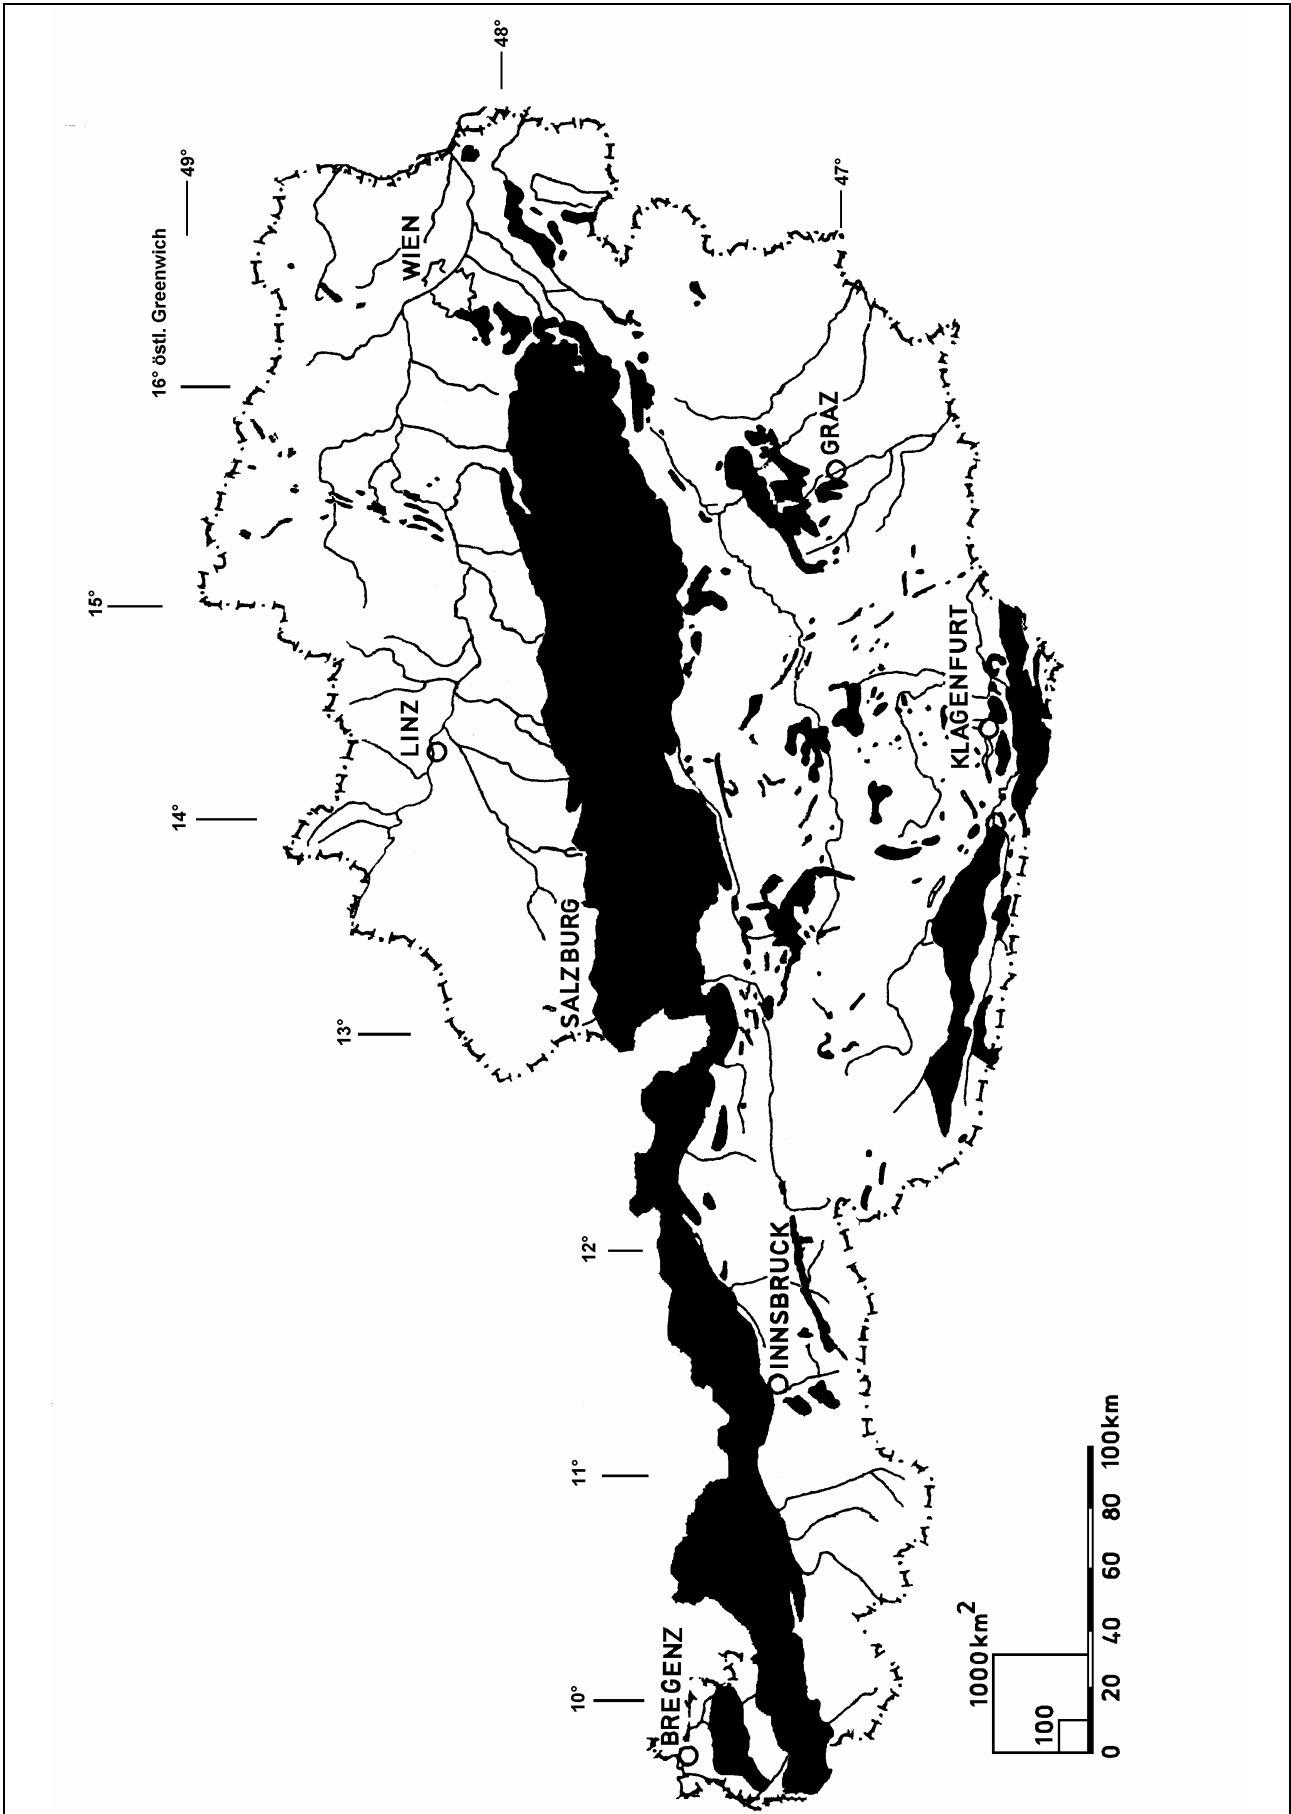 48°
49°
47°
16° östl. Greenwich
WIEN
GRAZ
15°
LINZ
KLAGENFURT
14°
SALZBURG
13°
12°
INNSBRUCK
11°
10°
BREGENZ
1000km²
100
0 20 40 60 80 100km